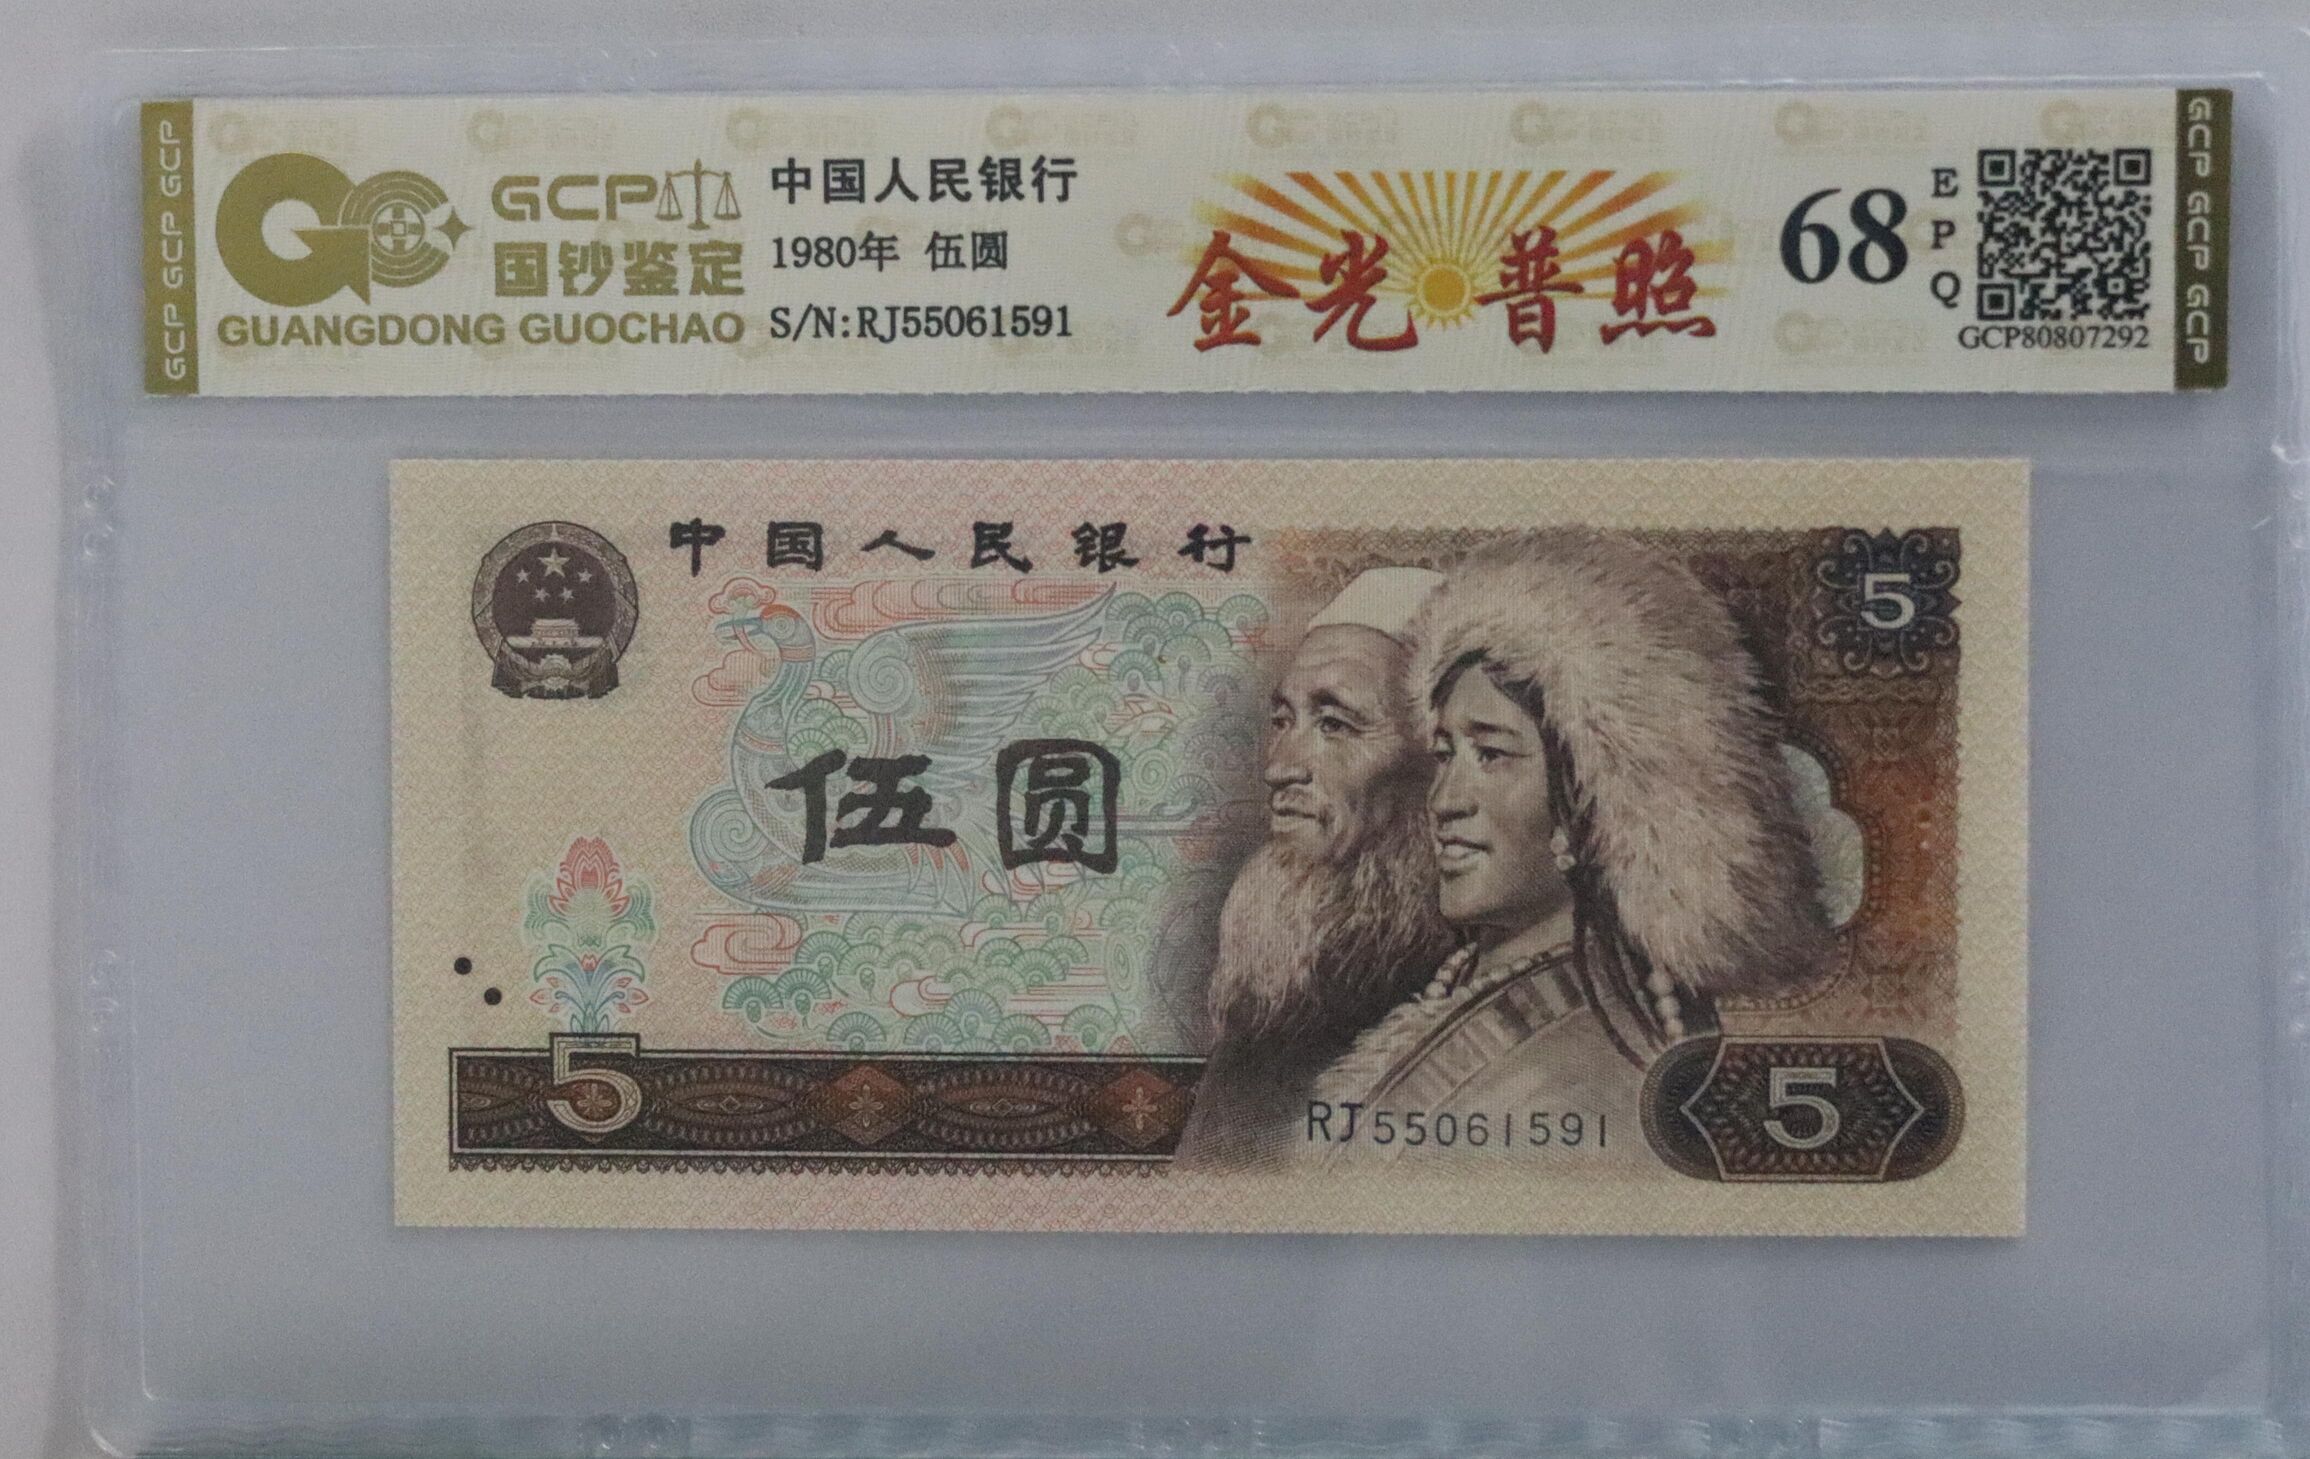 GCP GCP GCP
GCP
国钞鉴定
GUANGDONG GUOCHAO
中国人民银行
1980年 伍圆
S/N:RJ55061591
金光普照
68
EPQ
GCP80807292
GCP GCP GCP
中国人民银行
5
伍圆
5
RJ55061591
5